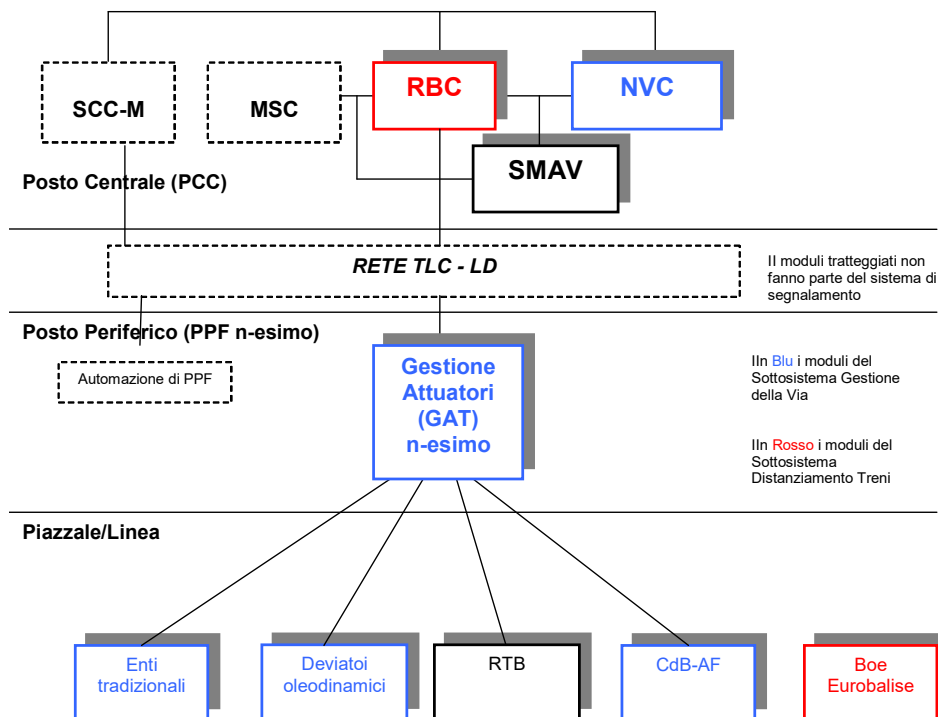 SCC-M
MSC
RBC
NVC
SMAV
Posto Centrale (PCC)
RETE TLC - LD
II moduli tratteggiati non
fanno parte del sistema di
segnalamento
Posto Periferico (PPF n-esimo)
Automazione di PPF
Gestione
Attuatori
(GAT)
n-esimo
IIn Blu i moduli del
Sottosistema Gestione
della Via
IIn Rosso i moduli del
Sottosistema
Distanziamento Treni
Piazzale/Linea
Enti
tradizionali
Deviatoi
oleodinamici
RTB
CdB-AF
Boe
Eurobalise